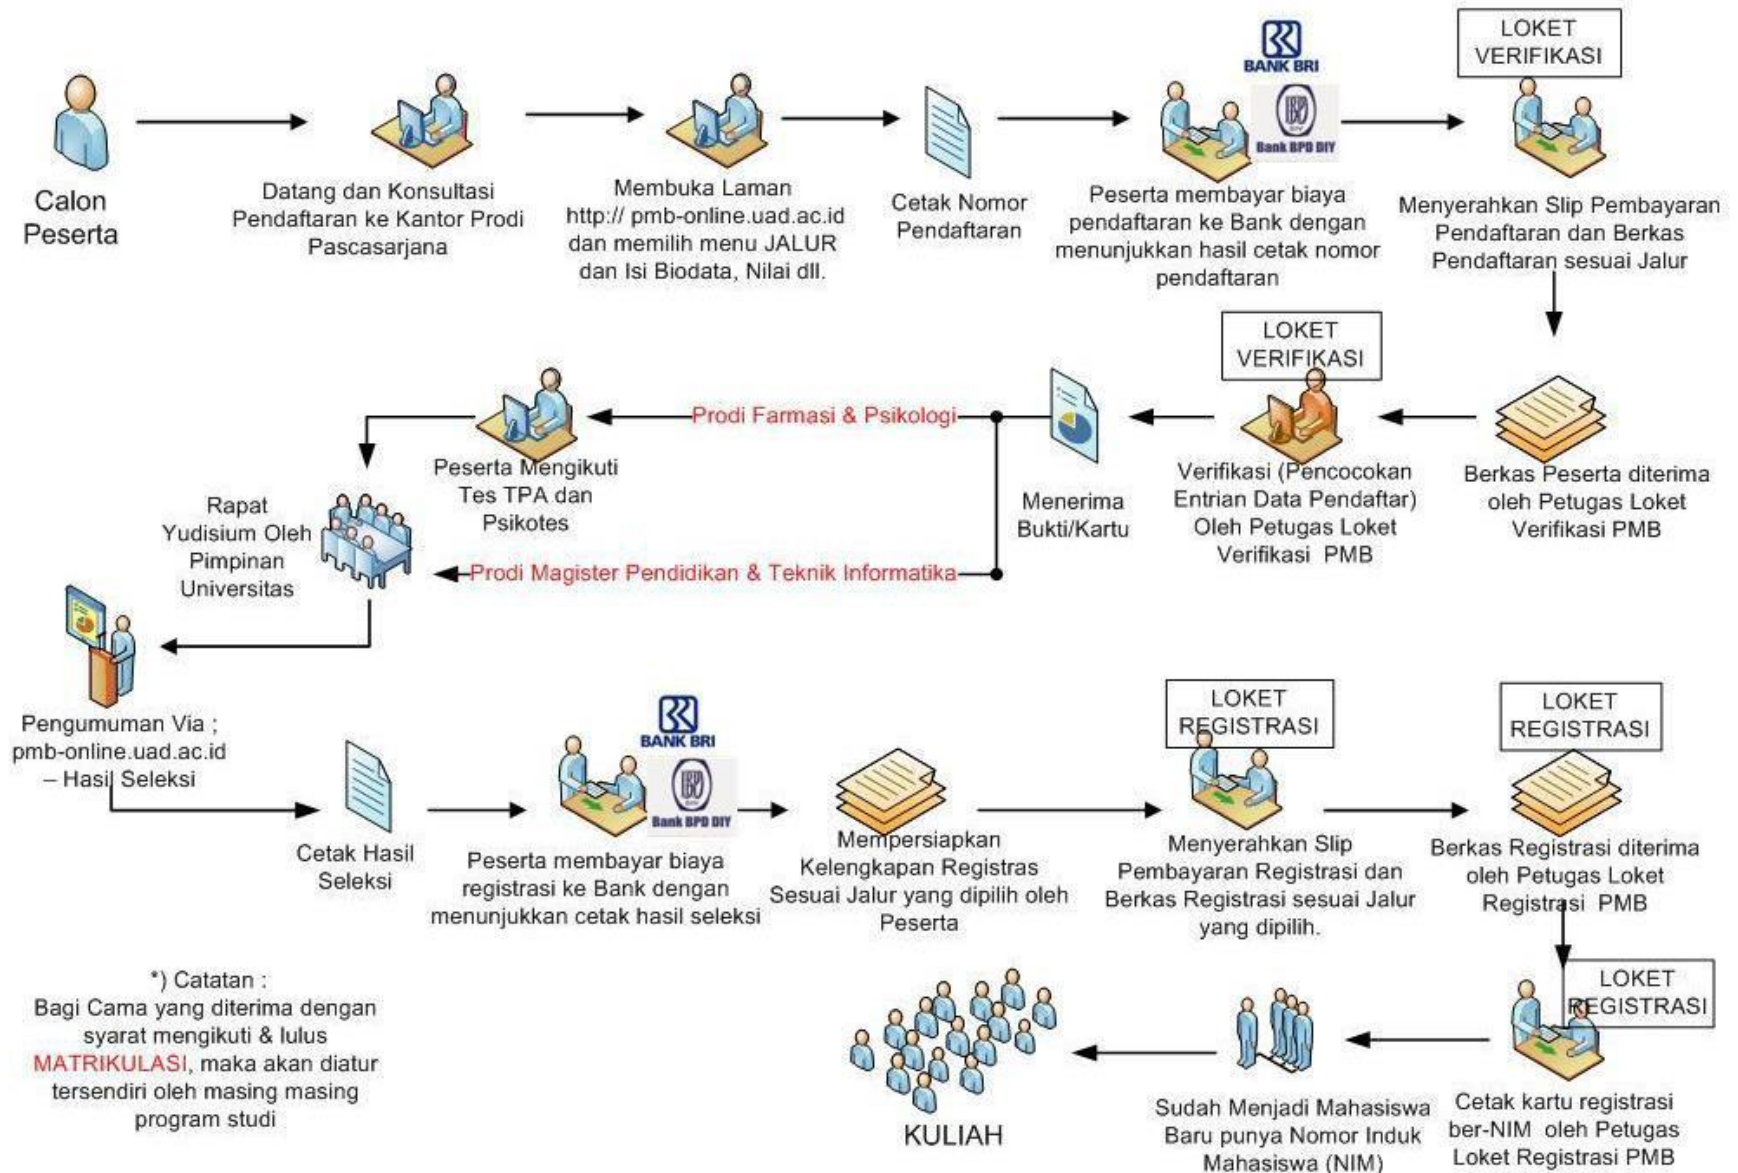 Calon
Peserta
Datang dan Konsultasi
Pendaftaran ke Kantor Prodi
Pascasarjana
Membuka Laman
http:// pmb-online.uad.ac.id
dan memilih menu JALUR
dan Isi Biodata, Nilai dll.
Cetak Nomor
Pendaftaran
BANK BRI
Bank BPD DIY
Peserta membayar biaya
pendaftaran ke Bank dengan
menunjukkan hasil cetak nomor
pendaftaran
LOKET
VERIFIKASI
Menyerahkan Slip Pembayaran
Pendaftaran dan Berkas
Pendaftaran sesuai Jalur
Berkas Peserta diterima
oleh Petugas Loket
Verifikasi PMB
LOKET
VERIFIKASI
Verifikasi (Pencocokan
Entrian Data Pendaftar)
Oleh Petugas Loket
Verifikasi PMB
Menerima
Bukti/Kartu
Prodi Farmasi & Psikologi
Peserta Mengikuti
Tes TPA dan
Psikotes
Prodi Magister Pendidikan & Teknik Informatika
Rapat
Yudisium Oleh
Pimpinan
Universitas
Pengumuman Via ;
pmb-online.uad.ac.id
– Hasil Seleksi
Cetak Hasil
Seleksi
BANK BRI
Bank BPD DIY
Peserta membayar biaya
registrasi ke Bank dengan
menunjukkan cetak hasil seleksi
Mempersiapkan
Kelengkapan Registras
Sesuai Jalur yang dipilih oleh
Peserta
LOKET
REGISTRASI
Menyerahkan Slip
Pembayaran Registrasi dan
Berkas Registrasi sesuai Jalur
yang dipilih.
LOKET
REGISTRASI
Berkas Registrasi diterima
oleh Petugas Loket
Registrasi PMB
LOKET
REGISTRASI
Cetak kartu registrasi
ber-NIM oleh Petugas
Loket Registrasi PMB
Sudah Menjadi Mahasiswa
Baru punya Nomor Induk
Mahasiswa (NIM)
KULIAH
*) Catatan :
Bagi Cama yang diterima dengan
syarat mengikuti & lulus
MATRIKULASI, maka akan diatur
tersendiri oleh masing masing
program studi